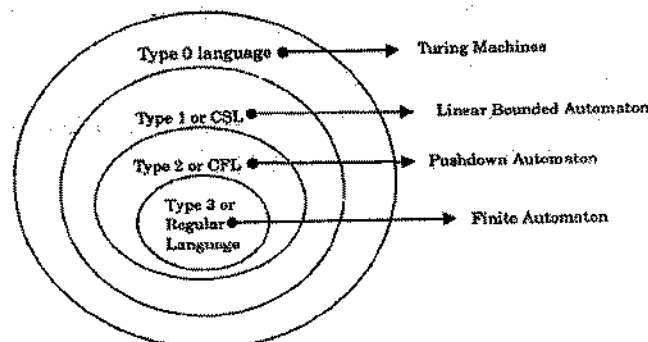 Type 0 language
Turing Machines
Type 1 or CSL
Linear Bounded Automaton
Type 2 or CFL
Pushdown Automaton
Type 3 or
Regular
Language
Finite Automaton